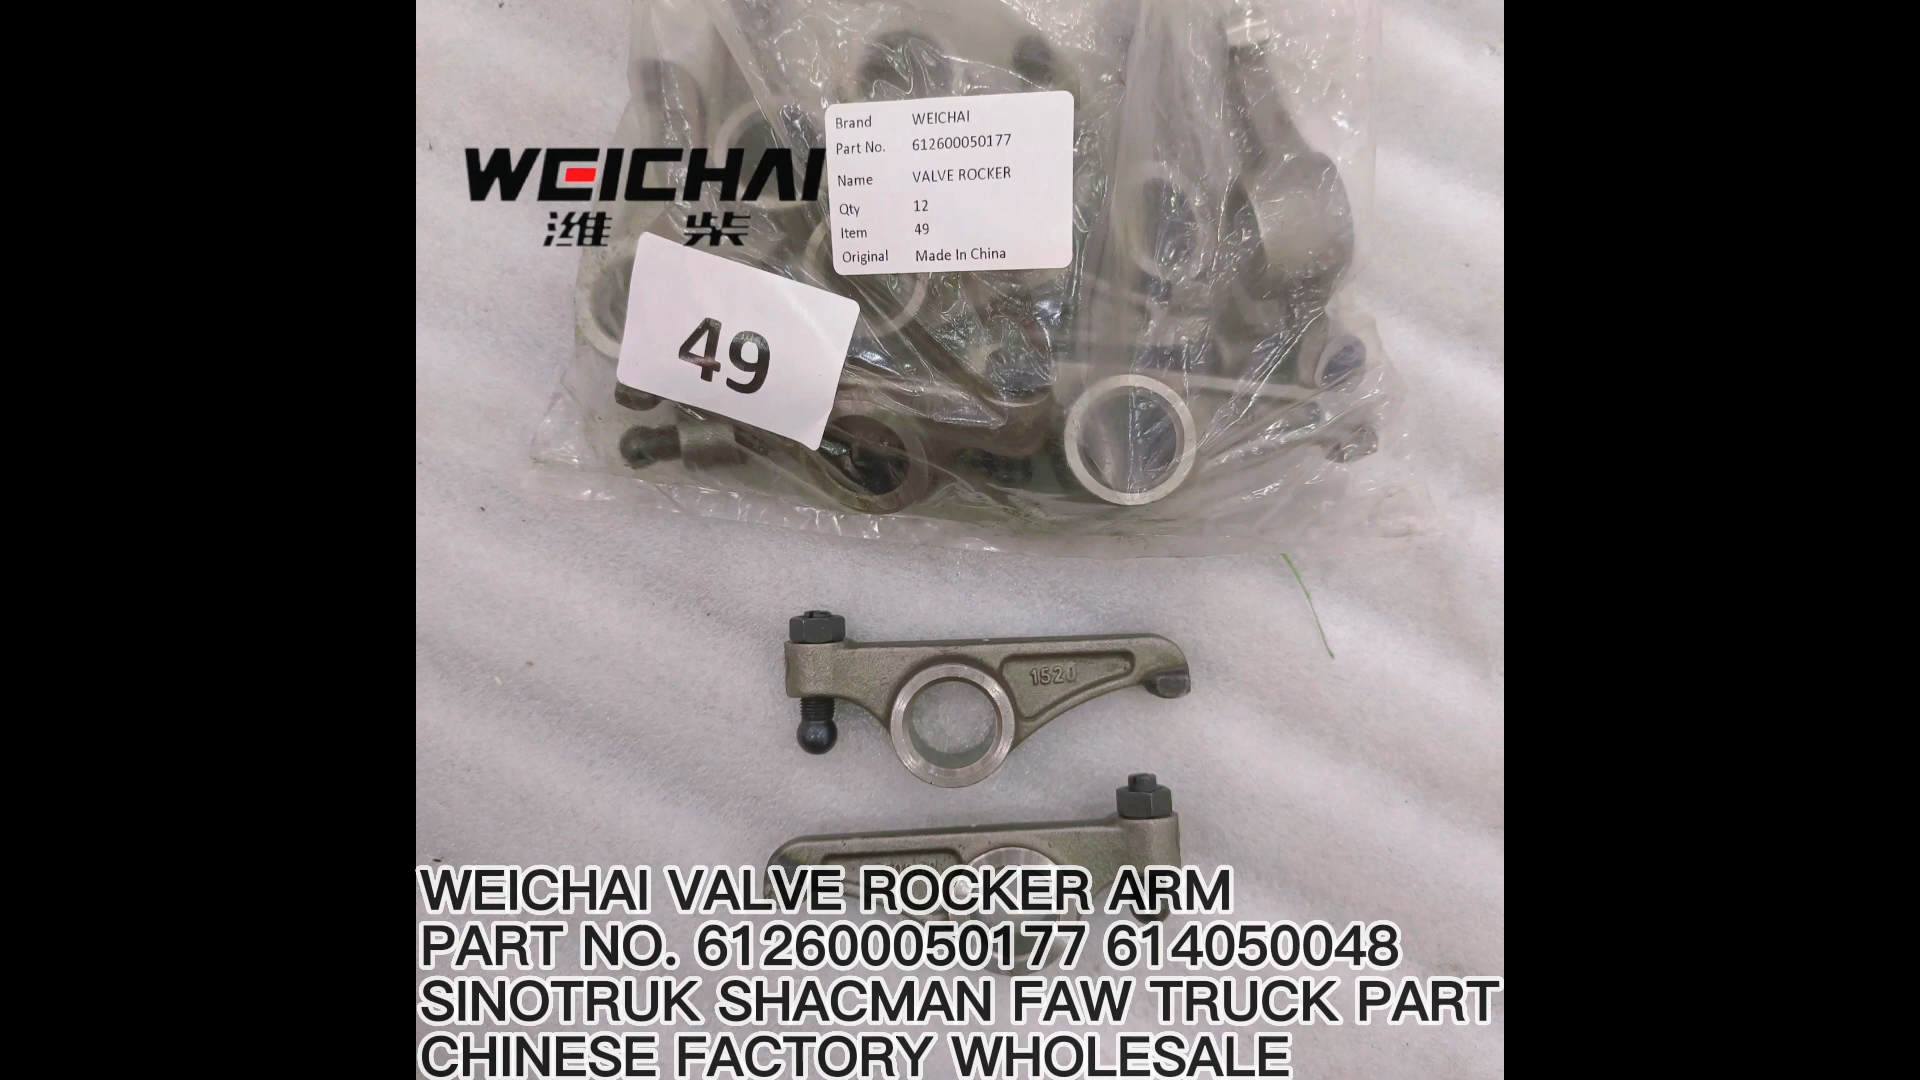 WEICHAI
潍柴
Brand WEICHAI
Part No. 612600050177
Name VALVE ROCKER
Qty 12
Item 49
Original Made In China
49
1520
WEICHAI VALVE ROCKER ARM
PART NO. 612600050177 614050048
SINOTRUK SHACMAN FAW TRUCK PART
CHINESE FACTORY WHOLESALE